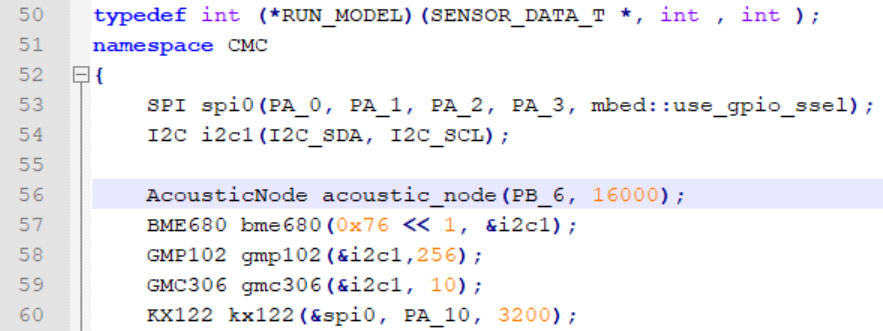 50 typedef int (*RUN_MODEL)(SENSOR_DATA_T *, int , int );
51 namespace CMC
52 {
53 SPI spi0(PA_0, PA_1, PA_2, PA_3, mbed::use_gpio_ssel);
54 I2C i2c1(I2C_SDA, I2C_SCL);
55
56 AcousticNode acoustic_node(PB_6, 16000);
57 BME680 bme680(0x76 << 1, &i2c1);
58 GMP102 gmp102(&i2c1,256);
59 GMC306 gmc306(&i2c1, 10);
60 KX122 kx122(&spi0, PA_10, 3200);